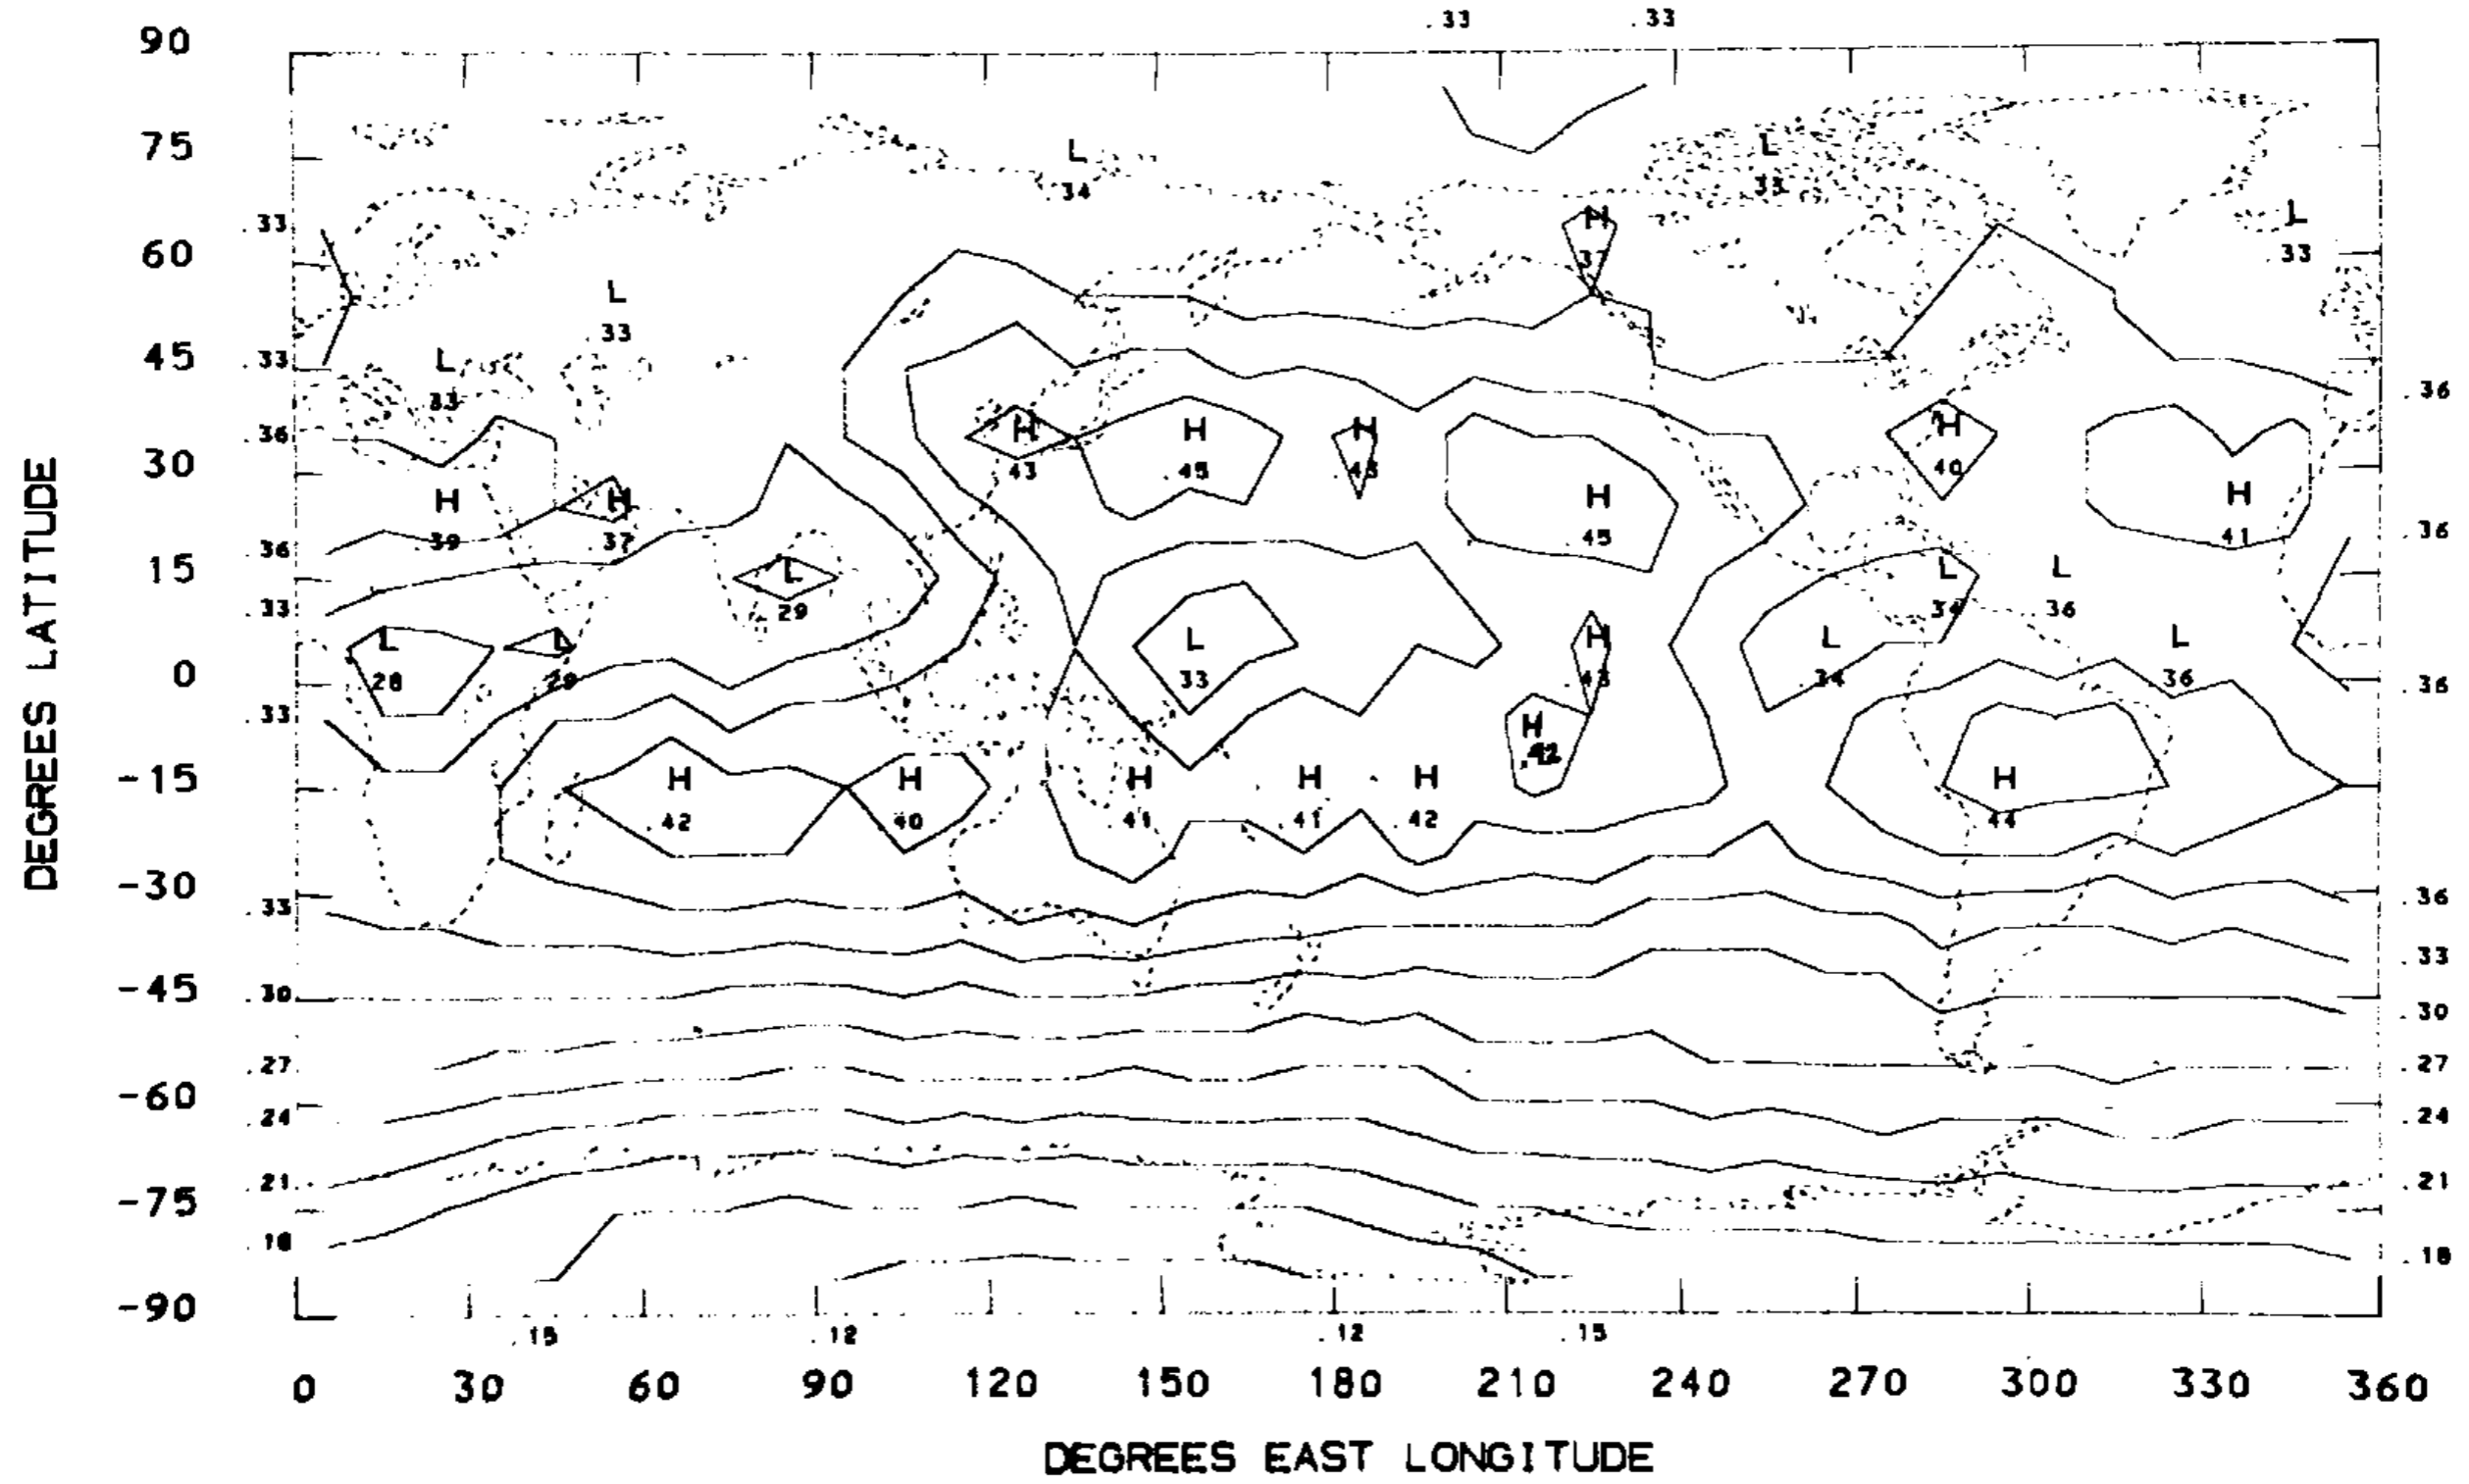 .33 .33
90
75
L L
.34 .33
.33 H L
60 .37 .33
L
.33
45 .33 L
.33 .36
.36 H H H H
30 .43 .45 .40
H H H H
.39 .37 .45 .41
.36 .36
15 L L L
.29 .34 .36
.33
L L L H L L
0 .28 .29 .33 .43 .34 .36 .36
.33 H
.42
-15 H H H H H H
.42 .40 .41 .41 .42 .44
-30
.33 .36
.33
-45 .30 .30
.27 .27
-60
.24 .24
.21 .21
-75
.18 .18
-90
.15 .12 .12 .15
0 30 60 90 120 150 180 210 240 270 300 330 360
DEGREES EAST LONGITUDE
DEGREES LATITUDE